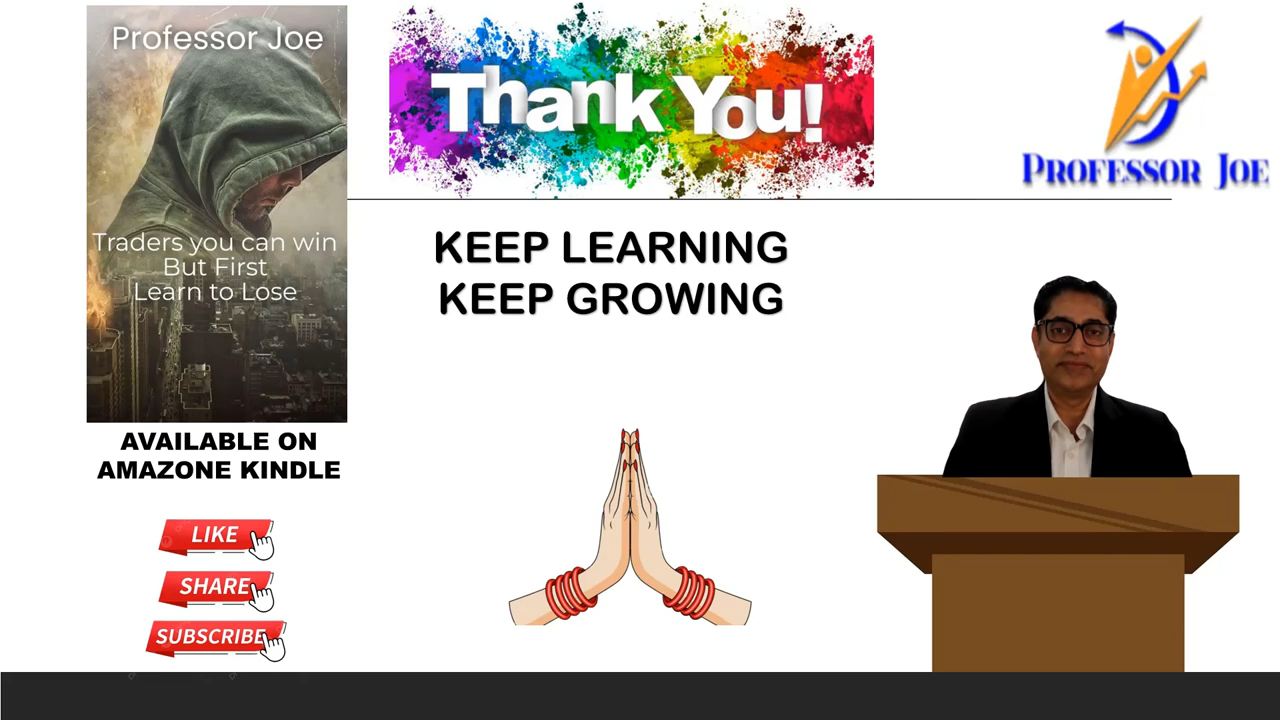 Professor Joe
Traders you can win
But First
Learn to Lose
AVAILABLE ON
AMAZONE KINDLE
LIKE
SHARE
SUBSCRIBE
Thank You!
KEEP LEARNING
KEEP GROWING
PROFESSOR JOE